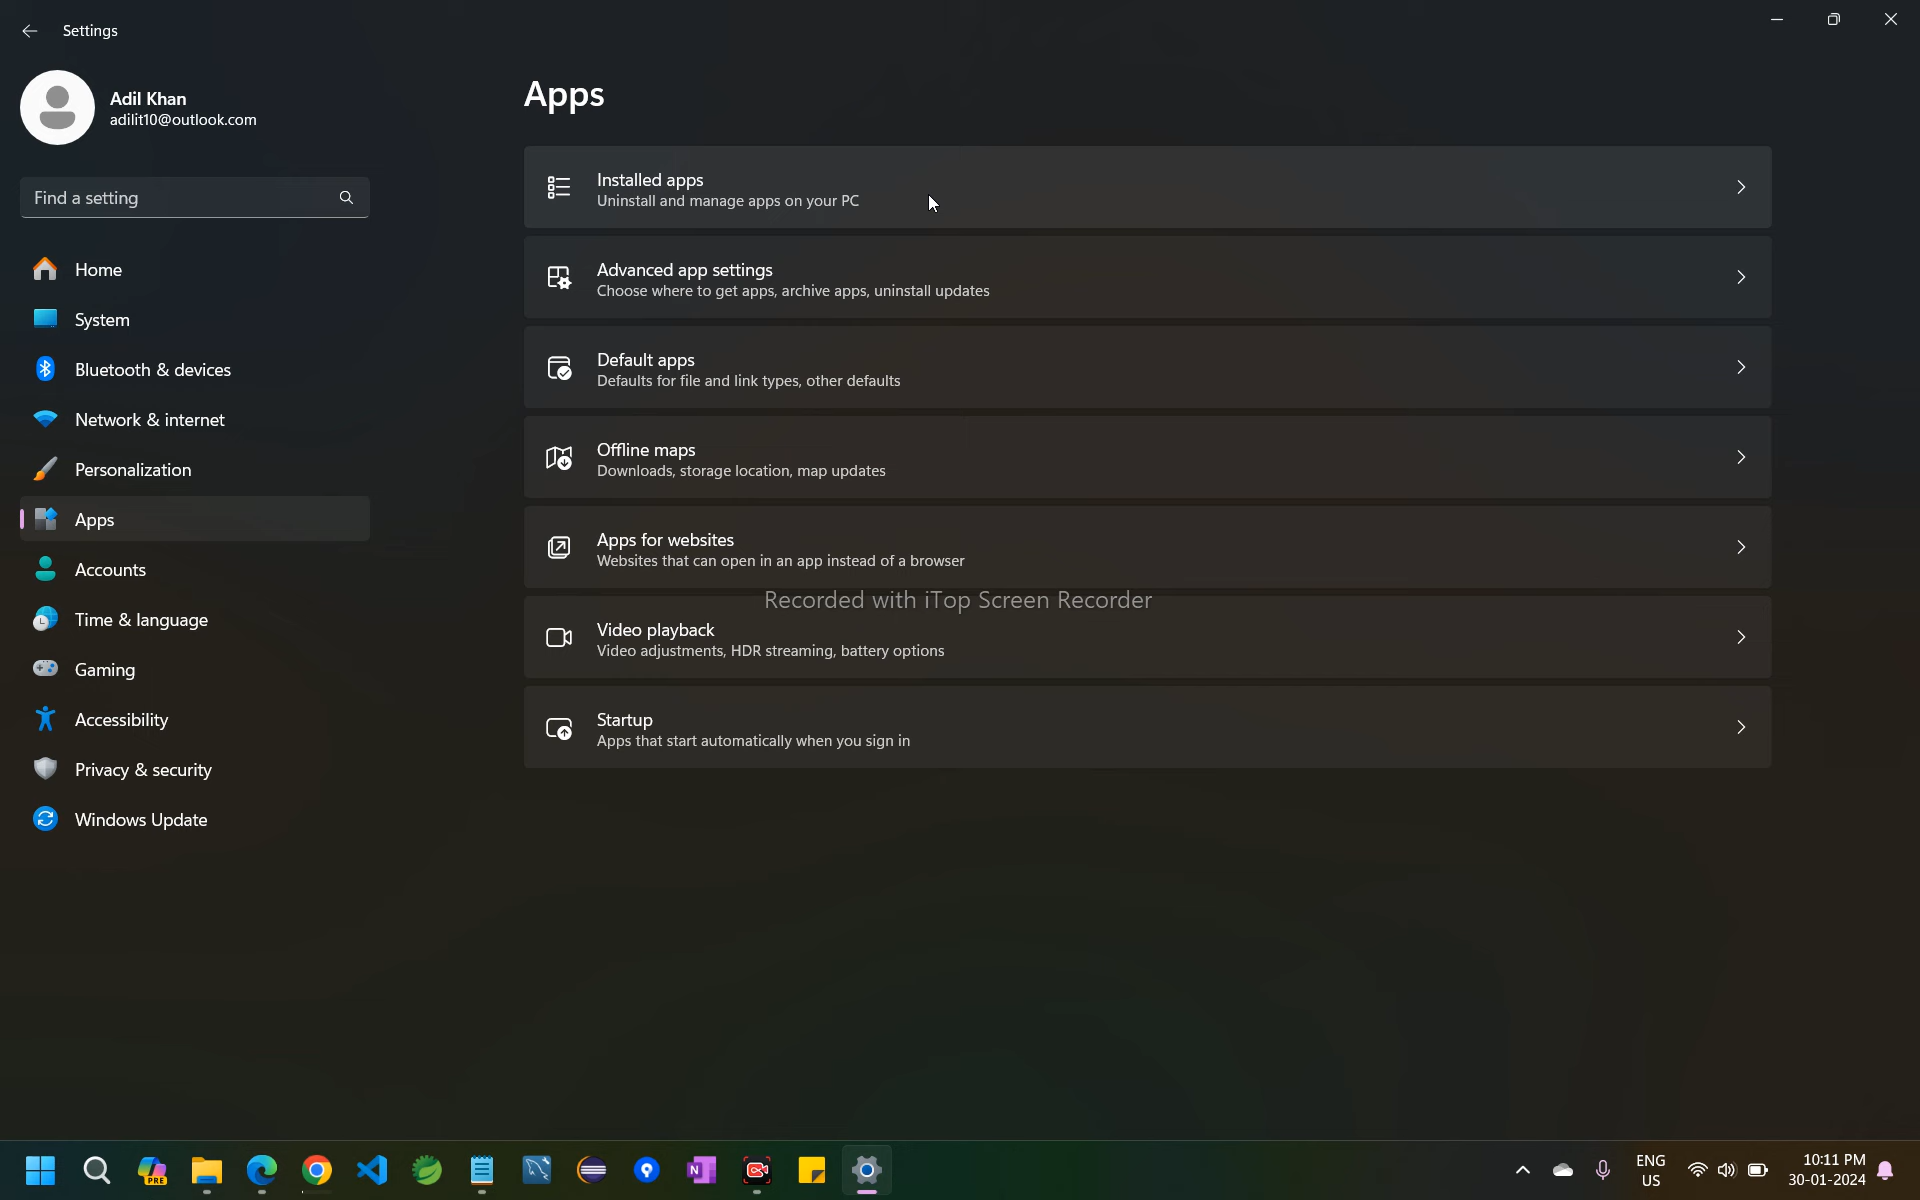 Settings
Adil Khan
adilit10@outlook.com
Find a setting
Home
System
Bluetooth & devices
Network & internet
Personalization
Apps
Accounts
Time & language
Gaming
Accessibility
Privacy & security
Windows Update
Apps
Installed apps
Uninstall and manage apps on your PC
Advanced app settings
Choose where to get apps, archive apps, uninstall updates
Default apps
Defaults for file and link types, other defaults
Offline maps
Downloads, storage location, map updates
Apps for websites
Websites that can open in an app instead of a browser
Recorded with iTop Screen Recorder
Video playback
Video adjustments, HDR streaming, battery options
Startup
Apps that start automatically when you sign in
PRE
N
ENG
US
10:11 PM
30-01-2024